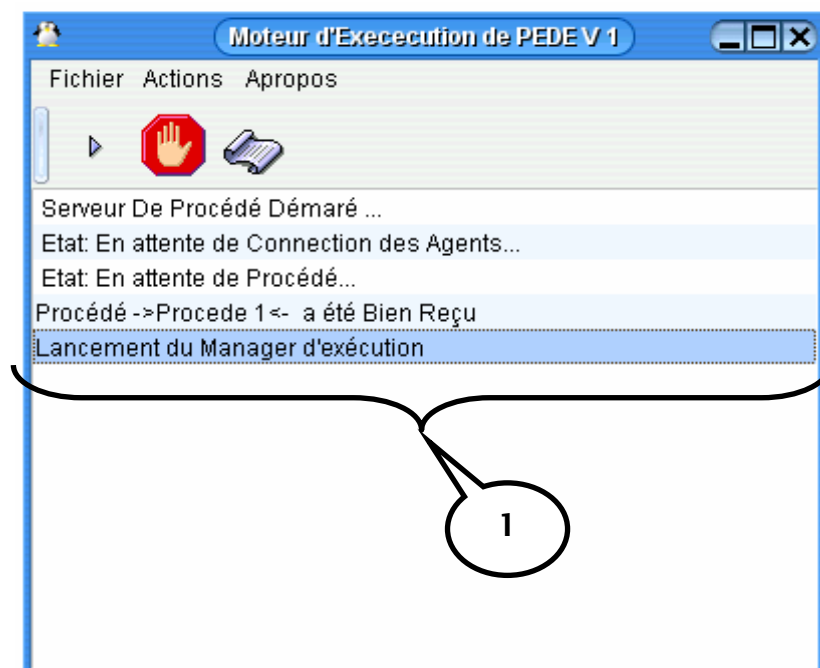 Moteur d'Exececution de PEDE V 1
Fichier Actions Apropos
Serveur De Procédé Démaré ...
Etat: En attente de Connection des Agents...
Etat: En attente de Procédé...
Procédé ->Procede 1<- a été Bien Reçu
Lancement du Manager d'exécution
1